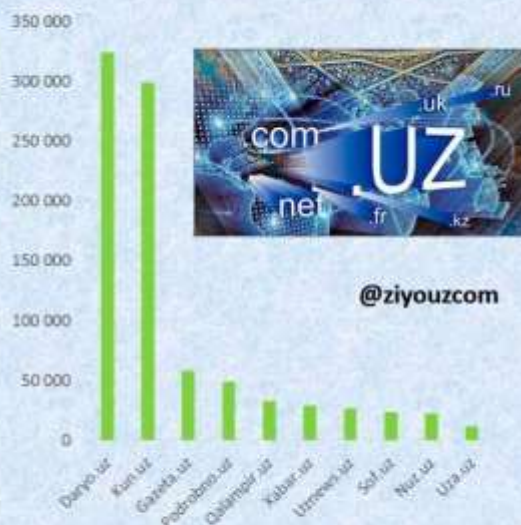 350 000
300 000
250 000
200 000
150 000
100 000
50 000
0
.com
.uk
.ru
.UZ
net
.fr
.kz
@ziyouzcom
Daryo.uz
Kun.uz
Gazeta.uz
Podrobno.uz
Qalampir.uz
Xabar.uz
Uznews.uz
Sof.uz
Nuz.uz
Uza.uz